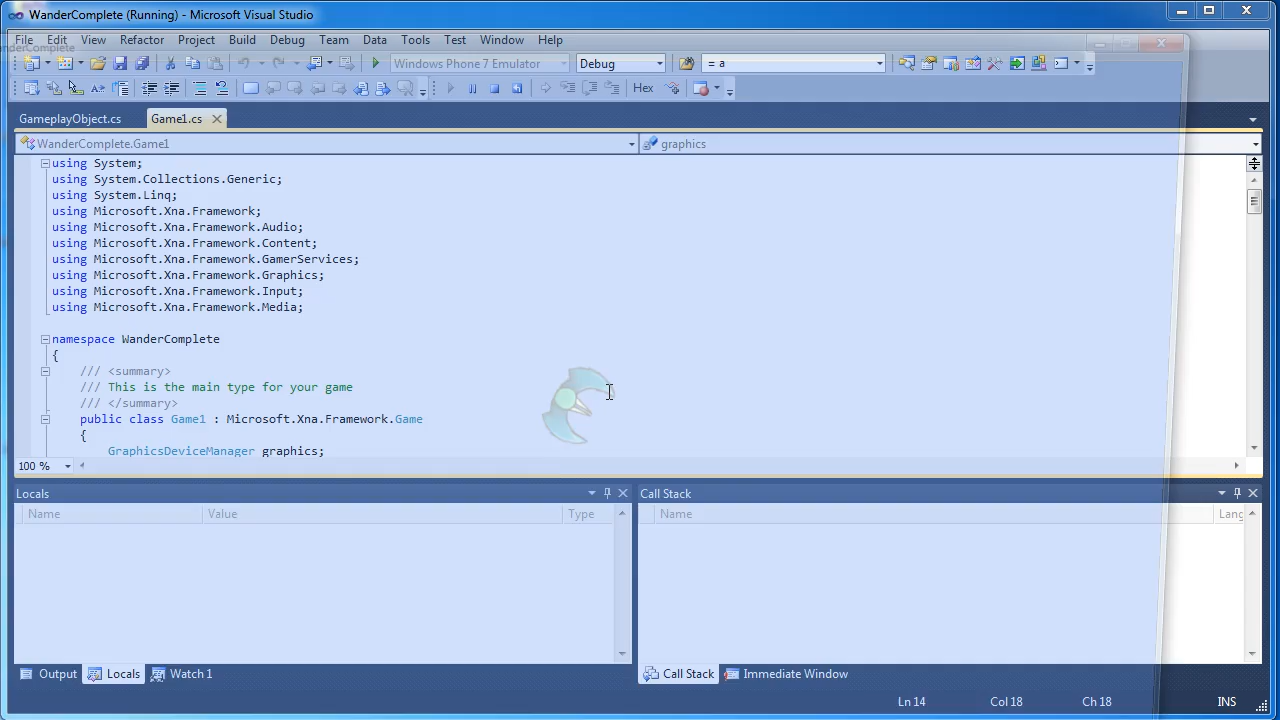 WanderComplete (Running) - Microsoft Visual Studio
File Edit View Refactor Project Build Debug Team Data Tools Test Window Help
Windows Phone 7 Emulator Debug = a
Hex
GameplayObject.cs Game1.cs
WanderComplete.Game1 graphics
using System;
using System.Collections.Generic;
using System.Linq;
using Microsoft.Xna.Framework;
using Microsoft.Xna.Framework.Audio;
using Microsoft.Xna.Framework.Content;
using Microsoft.Xna.Framework.GamerServices;
using Microsoft.Xna.Framework.Graphics;
using Microsoft.Xna.Framework.Input;
using Microsoft.Xna.Framework.Media;
namespace WanderComplete
{
/// <summary>
/// This is the main type for your game
/// </summary>
public class Game1 : Microsoft.Xna.Framework.Game
{
GraphicsDeviceManager graphics;
100 %
Locals Call Stack
Name Value Type Name Lang
Output Locals Watch 1 Call Stack Immediate Window
Ln 14 Col 18 Ch 18 INS